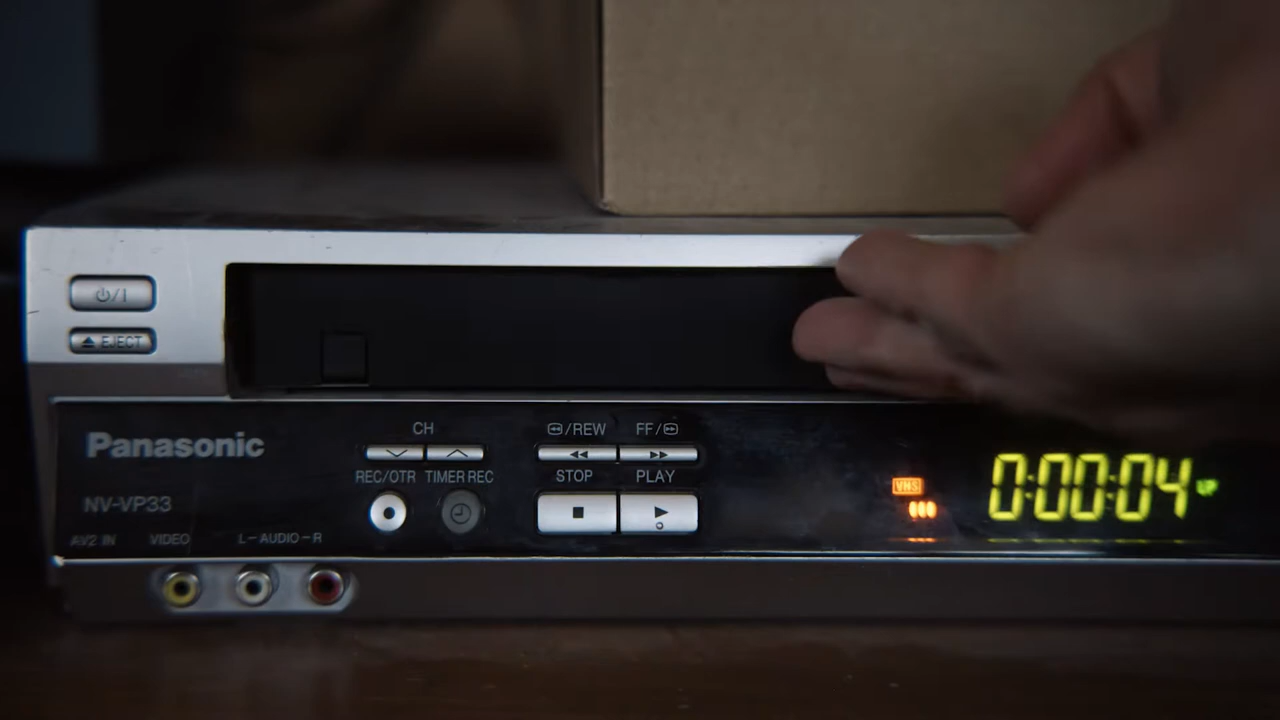 ⏻/I
⏏ EJECT
Panasonic
NV-VP33
CH
REC/OTR
TIMER REC
/REW
FF/
STOP
PLAY
VHS
0:00:04
AV2 IN
VIDEO
L-AUDIO-R